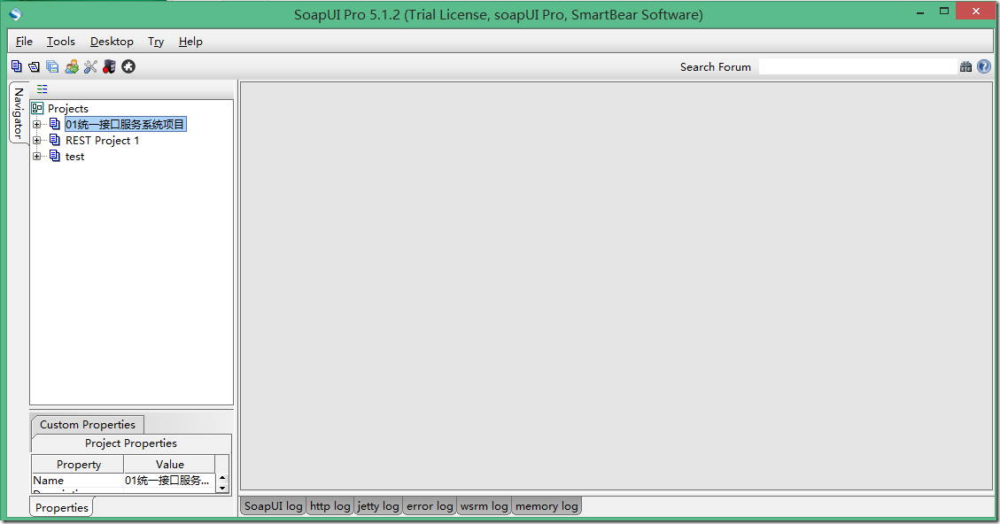 SoapUI Pro 5.1.2 (Trial License, soapUI Pro, SmartBear Software)
File Tools Desktop Try Help
Search Forum
Navigator
Projects
01统一接口服务系统项目
REST Project 1
test
Custom Properties
Project Properties
Property Value
Name 01统一接口服务...
Properties
SoapUI log http log jetty log error log wsrm log memory log